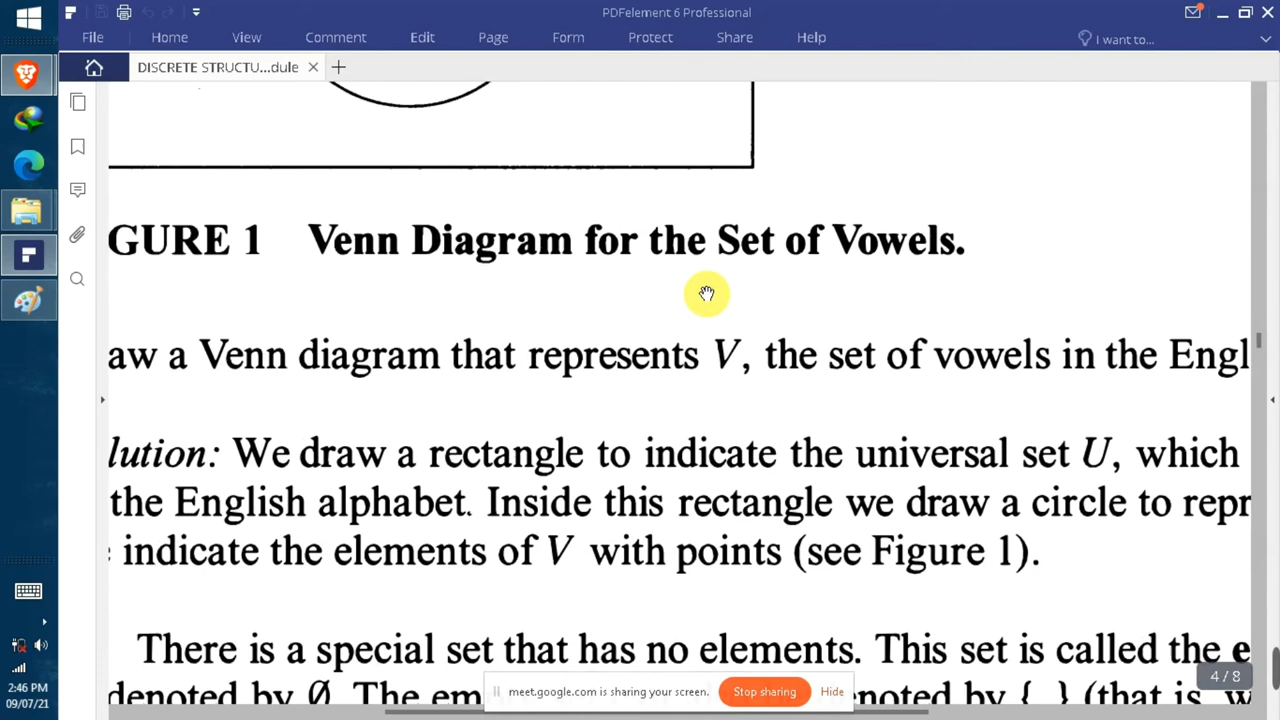 PDFelement 6 Professional
File Home View Comment Edit Page Form Protect Share Help I want to...
DISCRETE STRUCTU...dule
GURE 1 Venn Diagram for the Set of Vowels.
aw a Venn diagram that represents V, the set of vowels in the Engl
lution: We draw a rectangle to indicate the universal set U, which
the English alphabet. Inside this rectangle we draw a circle to repr
indicate the elements of V with points (see Figure 1).
There is a special set that has no elements. This set is called the e
denoted by Ø. The em noted by { } (that is, w
meet.google.com is sharing your screen. Stop sharing Hide
4 / 8
2:46 PM
09/07/21